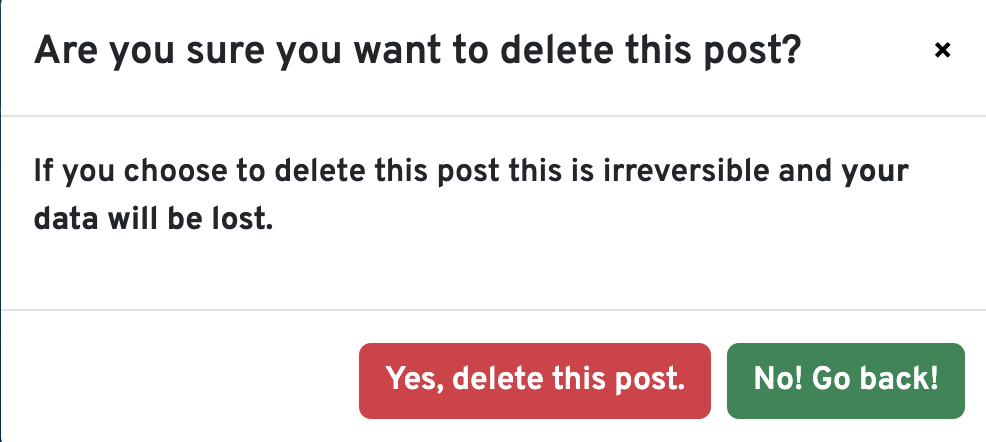 Are you sure you want to delete this post?
×
If you choose to delete this post this is irreversible and your
data will be lost.
Yes, delete this post.
No! Go back!